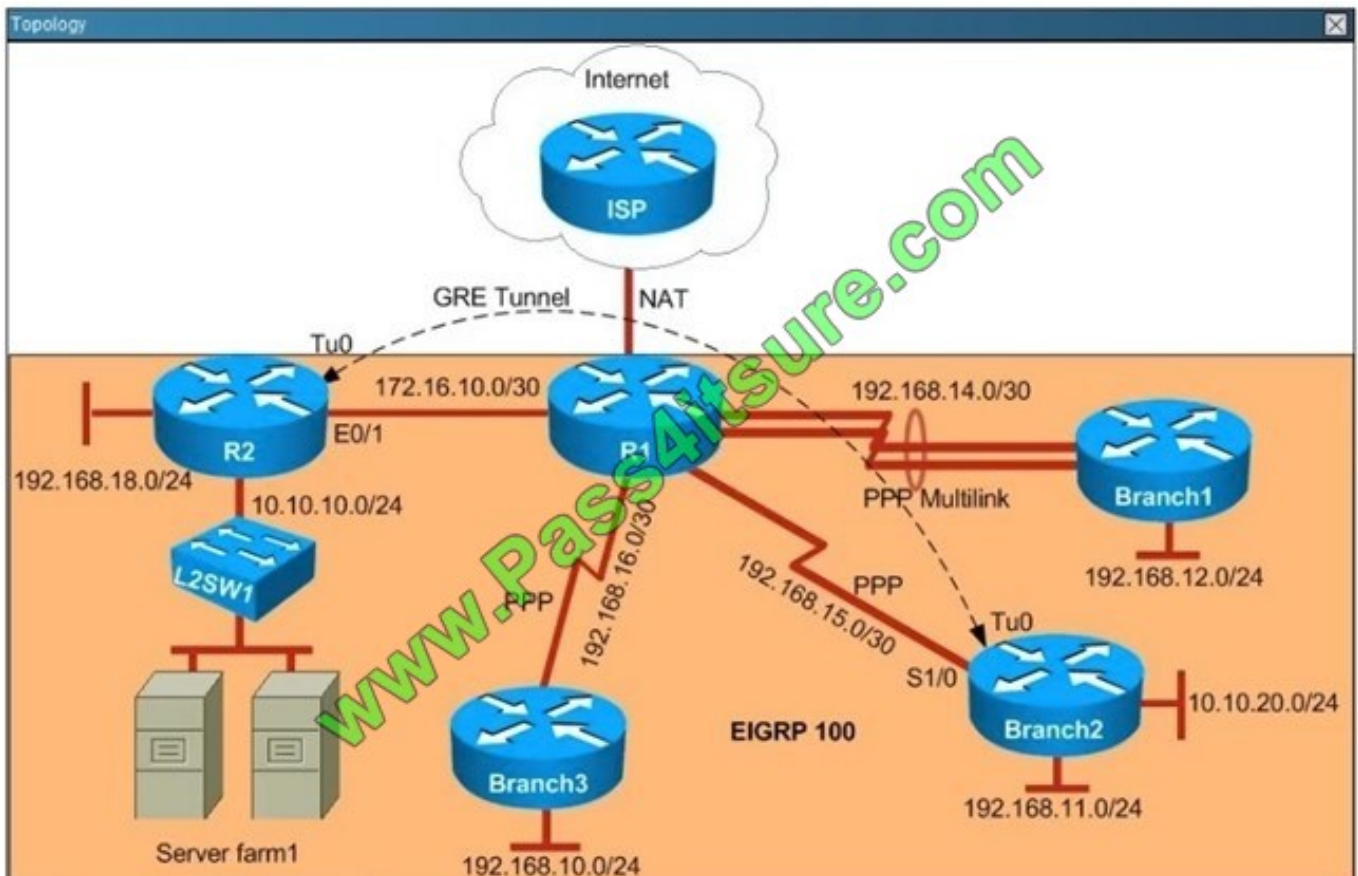 Topology
Internet
ISP
GRE Tunnel
NAT
Tu0
172.16.10.0/30
192.168.14.0/30
R2
E0/1
R1
PPP Multilink
Branch1
192.168.18.0/24
10.10.10.0/24
192.168.12.0/24
L2SW1
PPP
192.168.16.0/30
PPP
192.168.15.0/30
Tu0
S1/0
Branch2
10.10.20.0/24
EIGRP 100
Branch3
192.168.11.0/24
Server farm1
192.168.10.0/24
www.Pass4itsure.com